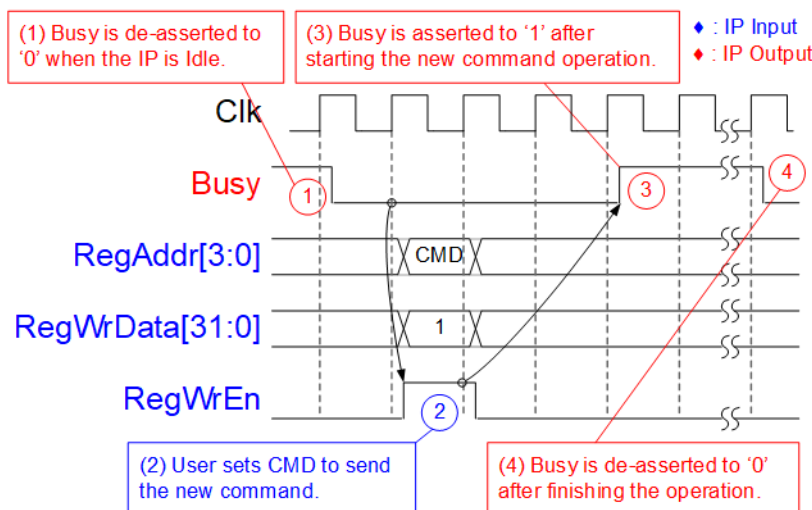 (1) Busy is de-asserted to
‘0’ when the IP is Idle.
(3) Busy is asserted to ‘1’ after
starting the new command operation.
♦ : IP Input
♦ : IP Output
Clk
Busy
1
3
4
RegAddr[3:0]
CMD
RegWrData[31:0]
1
RegWrEn
2
(2) User sets CMD to send
the new command.
(4) Busy is de-asserted to ‘0’
after finishing the operation.